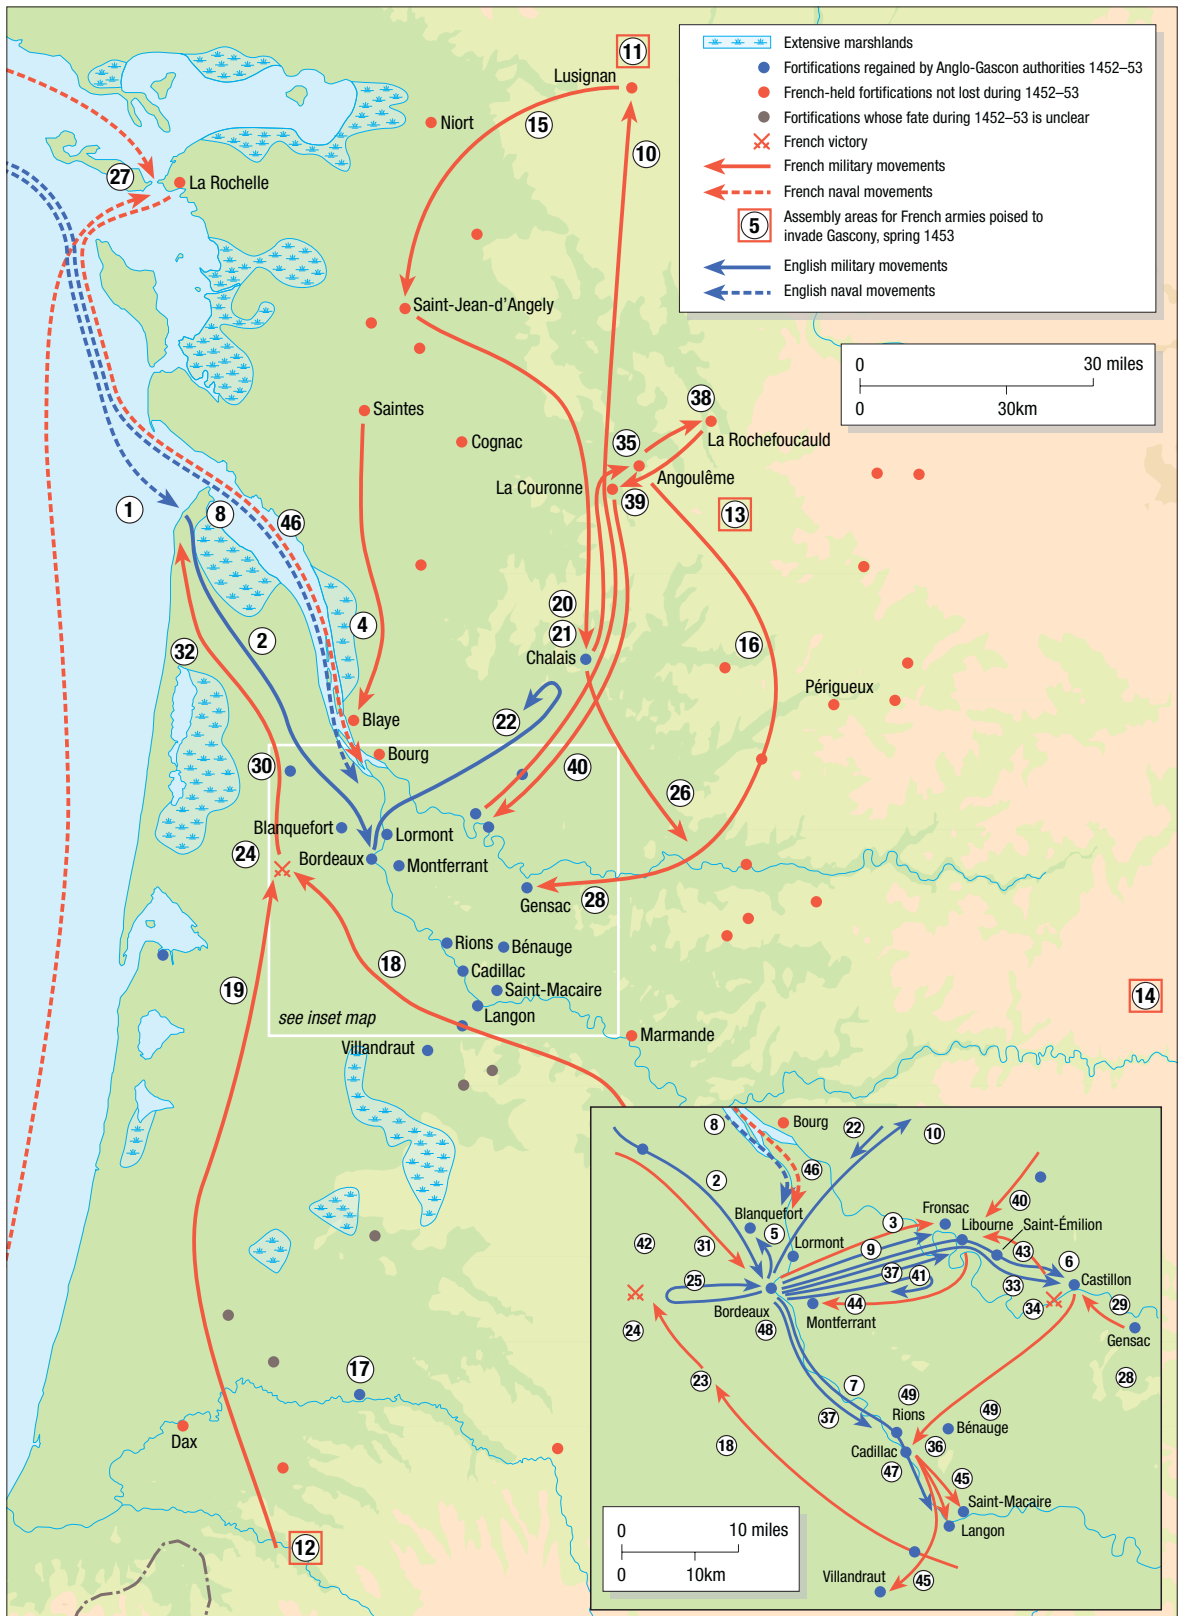 11
Lusignan
Extensive marshlands
Fortifications regained by Anglo-Gascon authorities 1452–53
French-held fortifications not lost during 1452–53
Fortifications whose fate during 1452–53 is unclear
French victory
French military movements
French naval movements
5
Assembly areas for French armies poised to
invade Gascony, spring 1453
English military movements
English naval movements
Niort
15
10
27
La Rochelle
Saint-Jean-d'Angely
0
30 miles
0
30km
38
Saintes
La Rochefoucauld
Cognac
35
Angoulême
La Couronne
39
1
8
46
13
20
4
2
21
16
32
Chalais
Périgueux
22
Blaye
Bourg
30
40
26
Blanquefort
Lormont
24
Bordeaux
Montferrant
28
Gensac
Rions
Bénauge
18
Cadillac
19
Saint-Macaire
14
Langon
see inset map
Marmande
Villandraut
8
Bourg
22
10
46
2
40
Blanquefort
Fronsac
3
Libourne
Saint-Émilion
5
42
31
Lormont
9
43
6
25
37
41
33
Castillon
Bordeaux
44
34
29
Montferrant
24
48
Gensac
28
23
7
49
37
Rions
49
Bénauge
18
Cadillac
36
47
45
Saint-Macaire
Langon
0
10 miles
0
10km
Villandraut
45
17
Dax
12